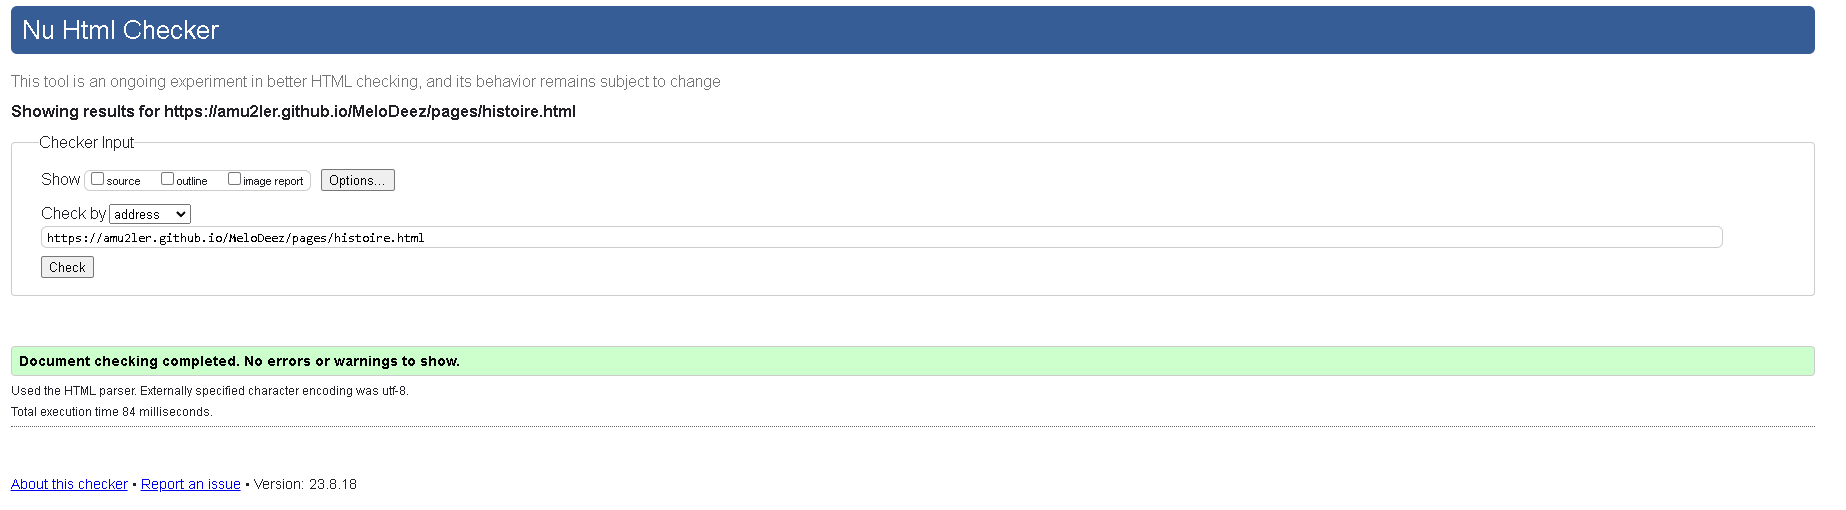 Nu Html Checker
This tool is an ongoing experiment in better HTML checking, and its behavior remains subject to change
Showing results for https://amu2ler.github.io/MeloDeez/pages/histoire.html
Checker Input
Show source outline image report Options...
Check by address
https://amu2ler.github.io/MeloDeez/pages/histoire.html
Check
Document checking completed. No errors or warnings to show.
Used the HTML parser. Externally specified character encoding was utf-8.
Total execution time 84 milliseconds.
About this checker • Report an issue • Version: 23.8.18